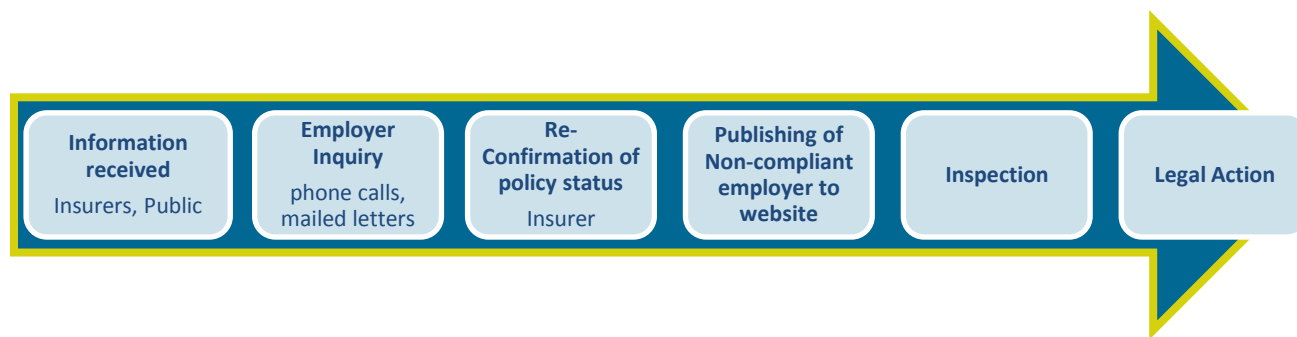 Information
received
Insurers, Public
Employer
Inquiry
phone calls,
mailed letters
Re-
Confirmation of
policy status
Insurer
Publishing of
Non-compliant
employer to
website
Inspection
Legal Action